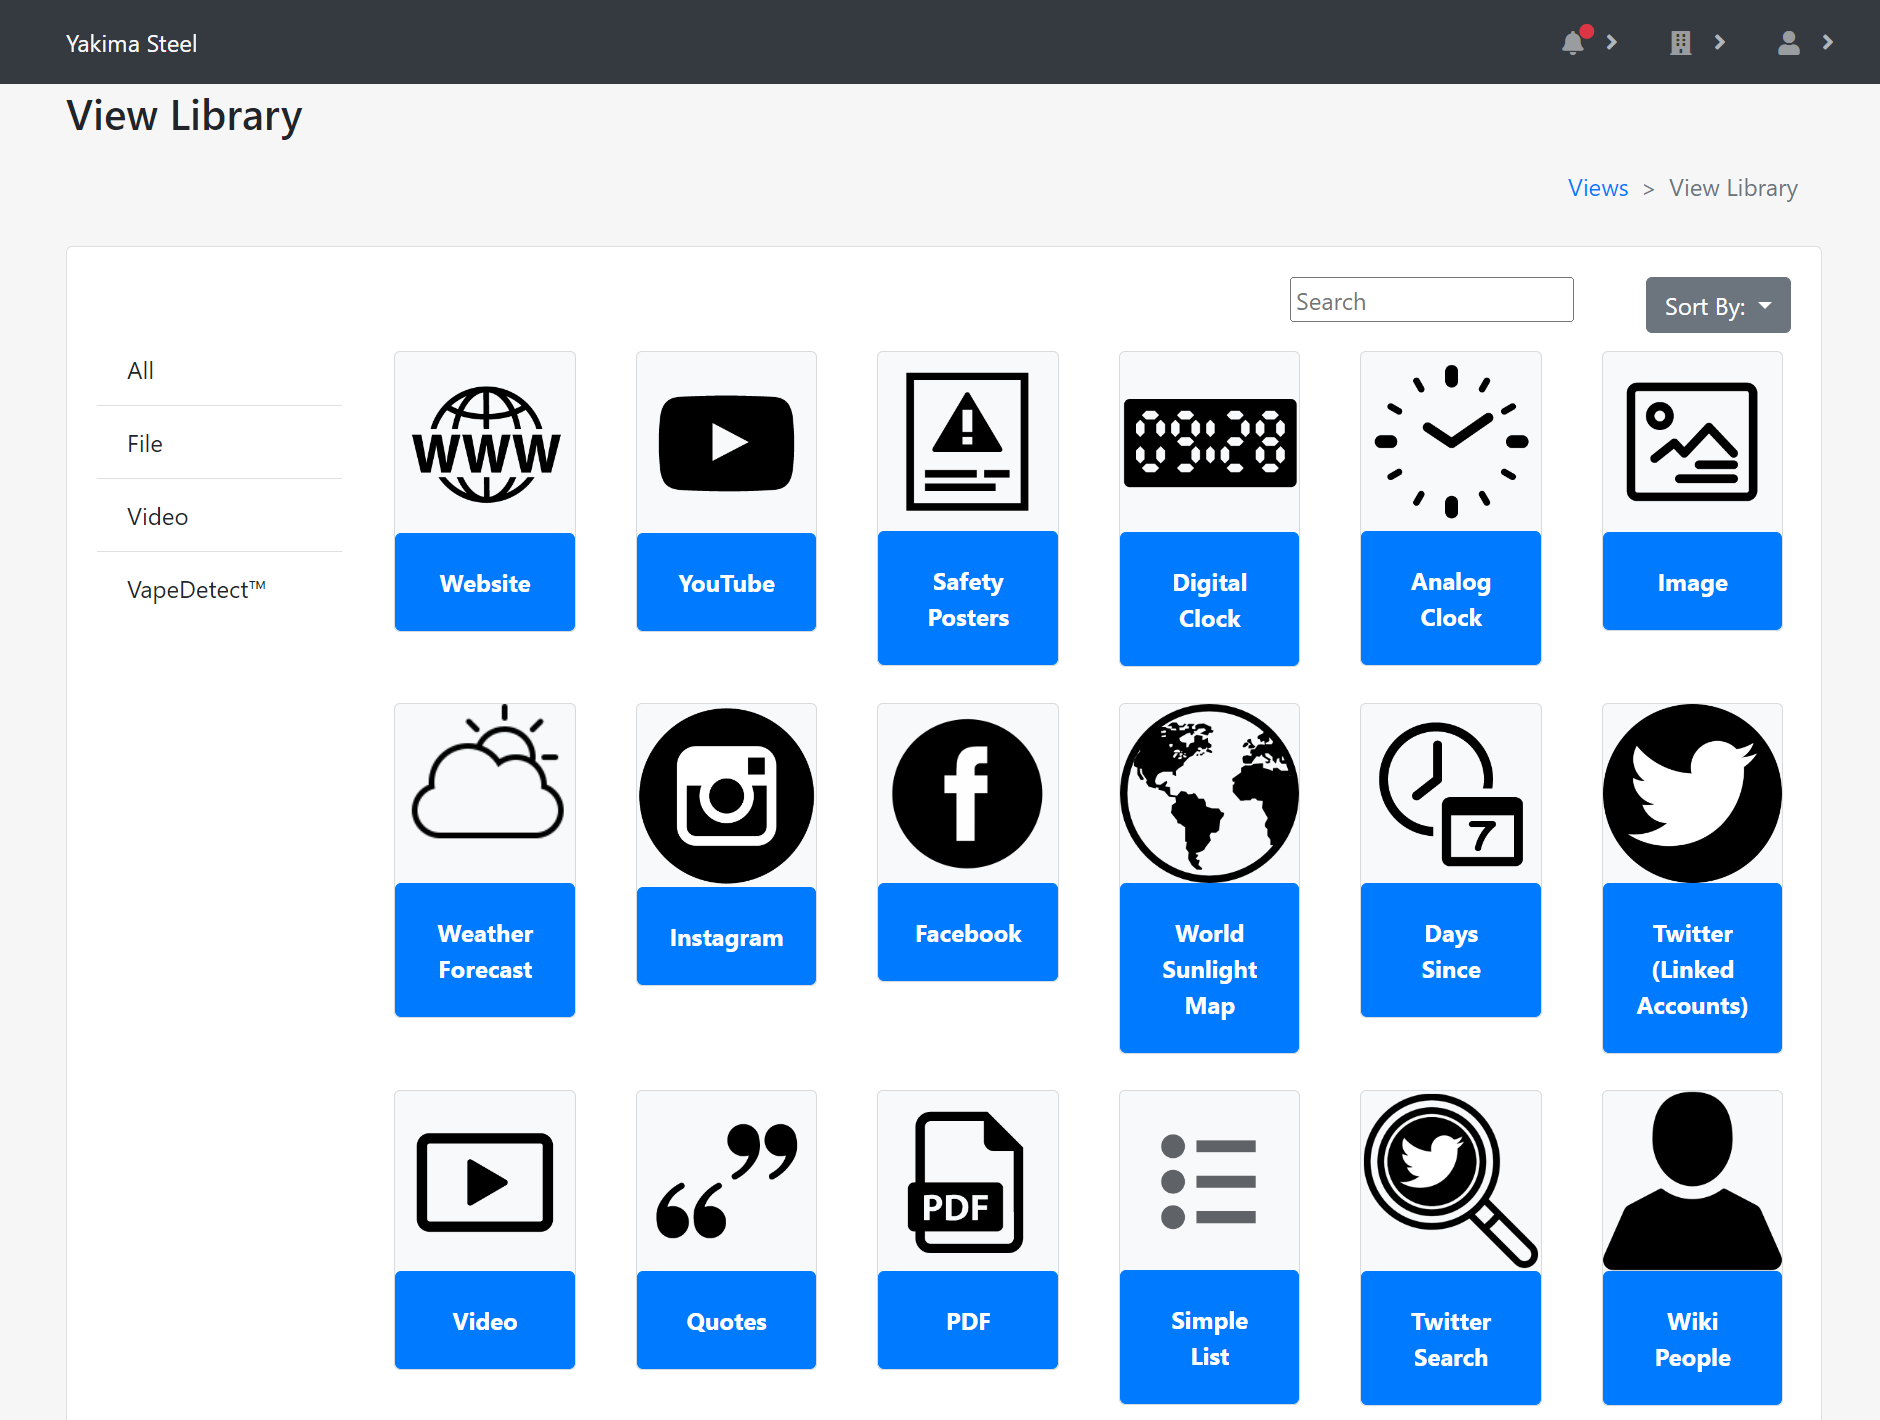 Yakima Steel
View Library
Views > View Library
Search
Sort By:
All
File
Video
VapeDetect™
WWW
Website
YouTube
Safety
Posters
09:28
Digital
Clock
Analog
Clock
Image
Weather
Forecast
Instagram
f
Facebook
World
Sunlight
Map
7
Days
Since
Twitter
(Linked
Accounts)
Video
Quotes
PDF
PDF
Simple
List
Twitter
Search
Wiki
People